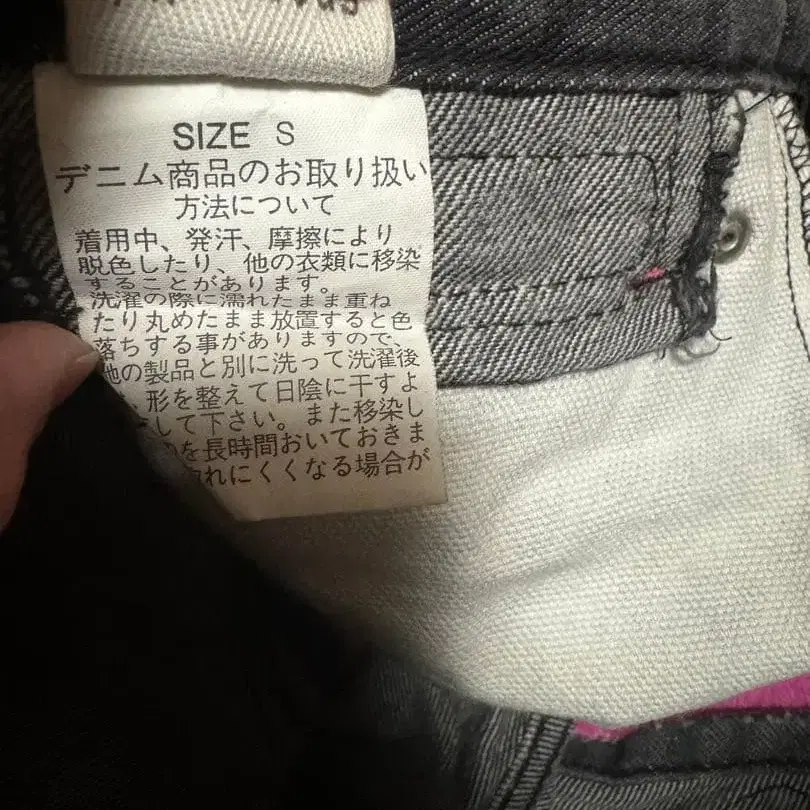 SIZE S
デニム商品のお取り扱い
方法について
着用中、発汗、摩擦により
脱色したり、他の衣類に移染
することがあります。
洗濯の際に濡れたまま重ね
たり丸めたまま放置すると色
落ちする事がありますので、
他の製品と別に洗って洗濯後
、形を整えて日陰に干すよ
して下さい。また移染し
を長時間おいておきま
れにくくなる場合が